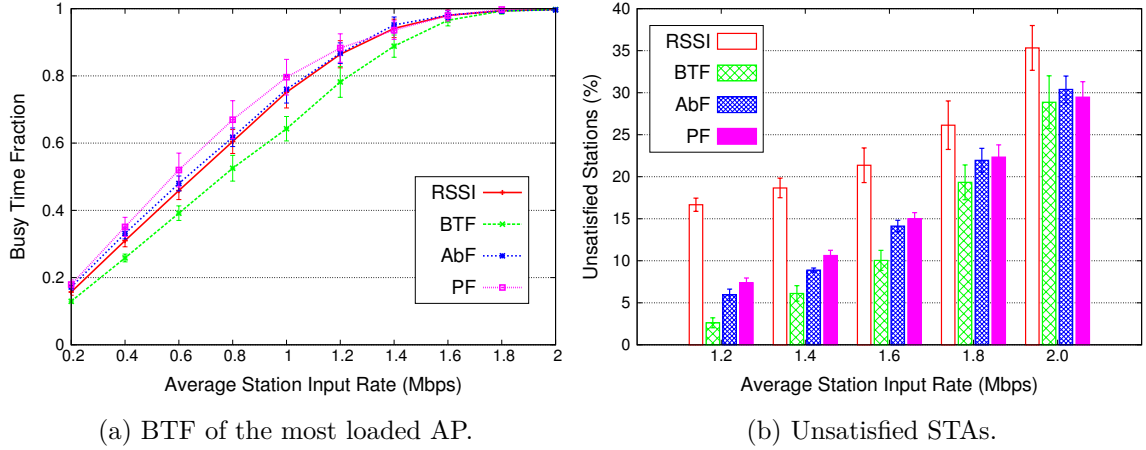 Busy Time Fraction
1
0.8
0.6
0.4
0.2
0
0.2 0.4 0.6 0.8 1 1.2 1.4 1.6 1.8 2
Average Station Input Rate (Mbps)
RSSI
BTF
AbF
PF
(a) BTF of the most loaded AP.
Unsatisfied Stations (%)
40
35
30
25
20
15
10
5
0
1.2 1.4 1.6 1.8 2.0
Average Station Input Rate (Mbps)
RSSI
BTF
AbF
PF
(b) Unsatisfied STAs.